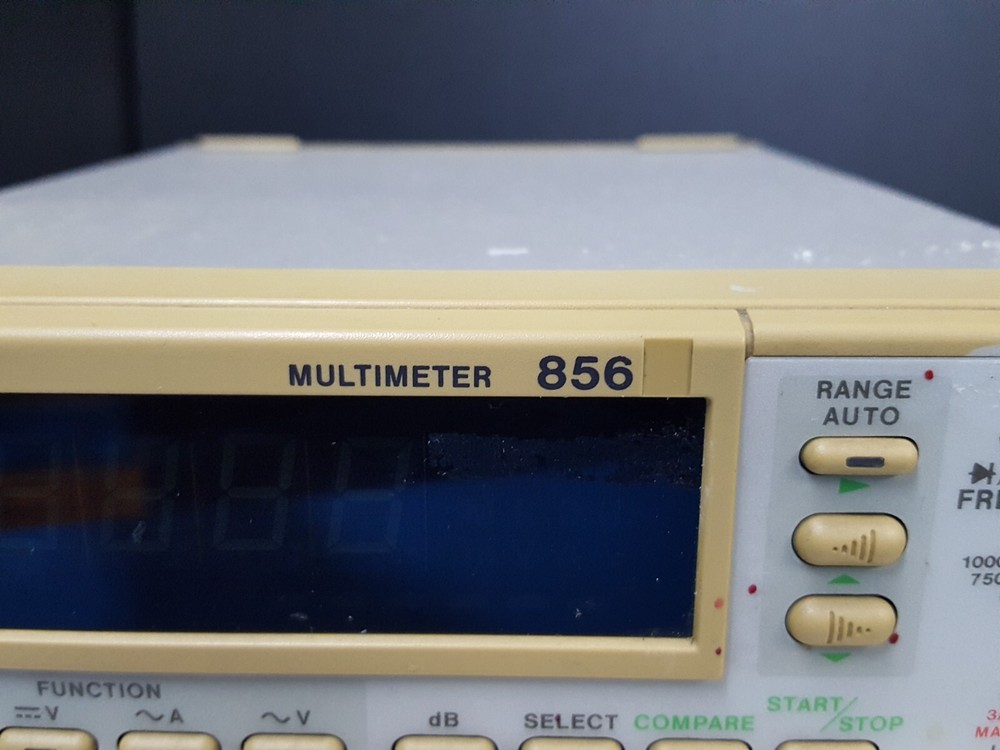 MULTIMETER 856
RANGE
AUTO
FUNCTION
V
~A
~V
dB
SELECT
COMPARE
START/
STOP